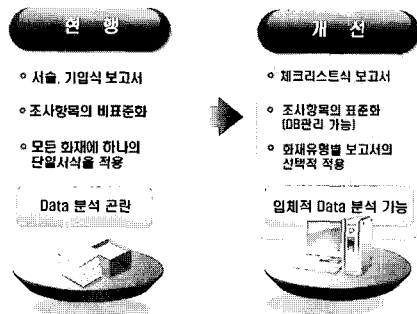 현 행
◦ 서술, 기입식 보고서
◦ 조사항목의 비표준화
◦ 모든 화재에 하나의
단일서식을 적용
Data 분석 곤란
개 선
◦ 체크리스트식 보고서
◦ 조사항목의 표준화
(DB관리 가능)
◦ 화재유형별 보고서의
선택적 적용
입체적 Data 분석 가능